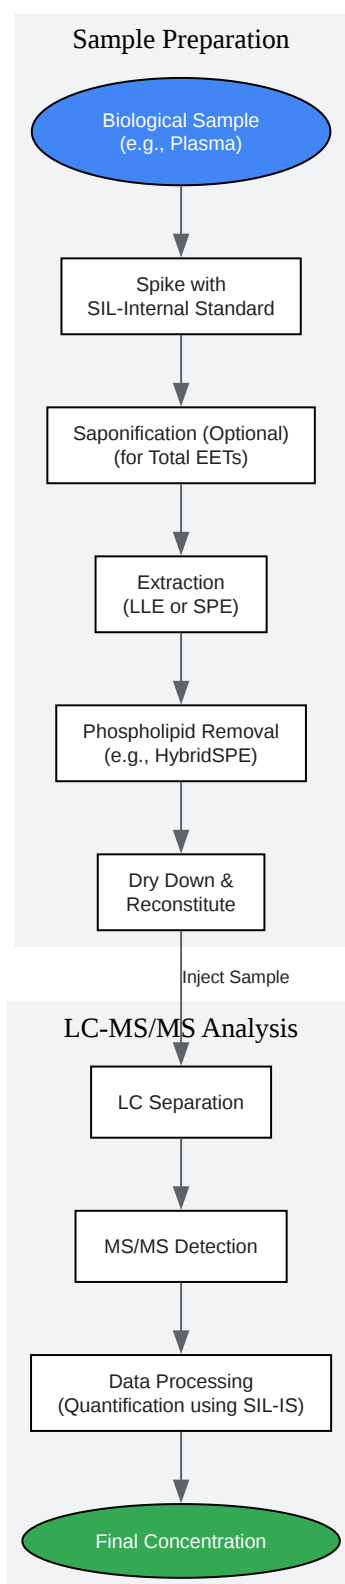 Sample Preparation
Biological Sample
(e.g., Plasma)
Spike with
SIL-Internal Standard
Saponification (Optional)
(for Total EETs)
Extraction
(LLE or SPE)
Phospholipid Removal
(e.g., HybridSPE)
Dry Down &
Reconstitute
Inject Sample
LC-MS/MS Analysis
LC Separation
MS/MS Detection
Data Processing
(Quantification using SIL-IS)
Final Concentration